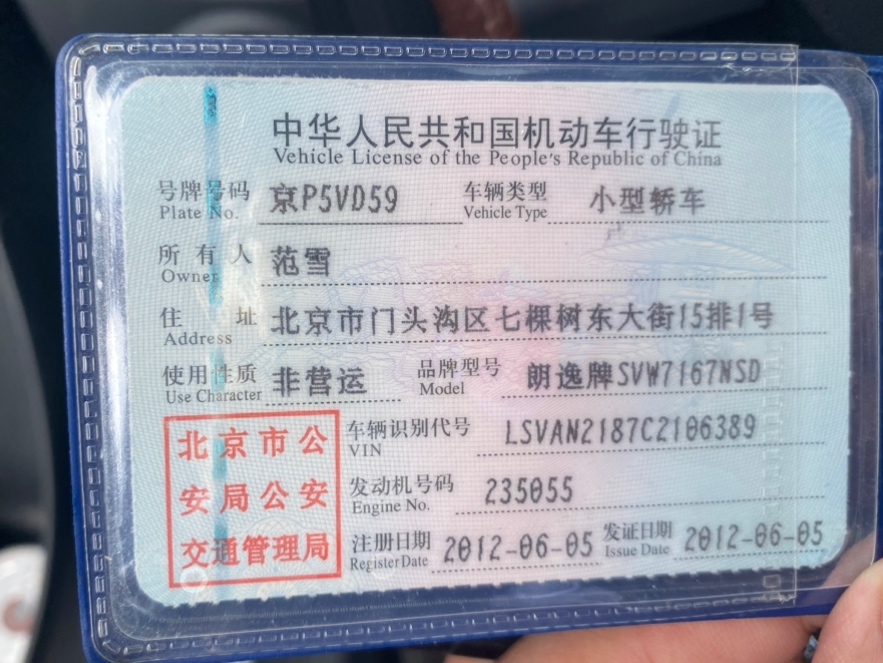 中华人民共和国机动车行驶证
Vehicle License of the People's Republic of China
号牌号码 京P5VD59 车辆类型 小型轿车
Plate No. Vehicle Type
所有人 范雪
Owner
住址 北京市门头沟区七棵树东大街15排1号
Address
使用性质 非营运 品牌型号 朗逸牌SVW7167NSD
Use Character Model
北京市公
安局公安
交通管理局
车辆识别代号 LSVAN2187C2106389
VIN
发动机号码 235055
Engine No.
注册日期 2012-06-05 发证日期 2012-06-05
Register Date Issue Date